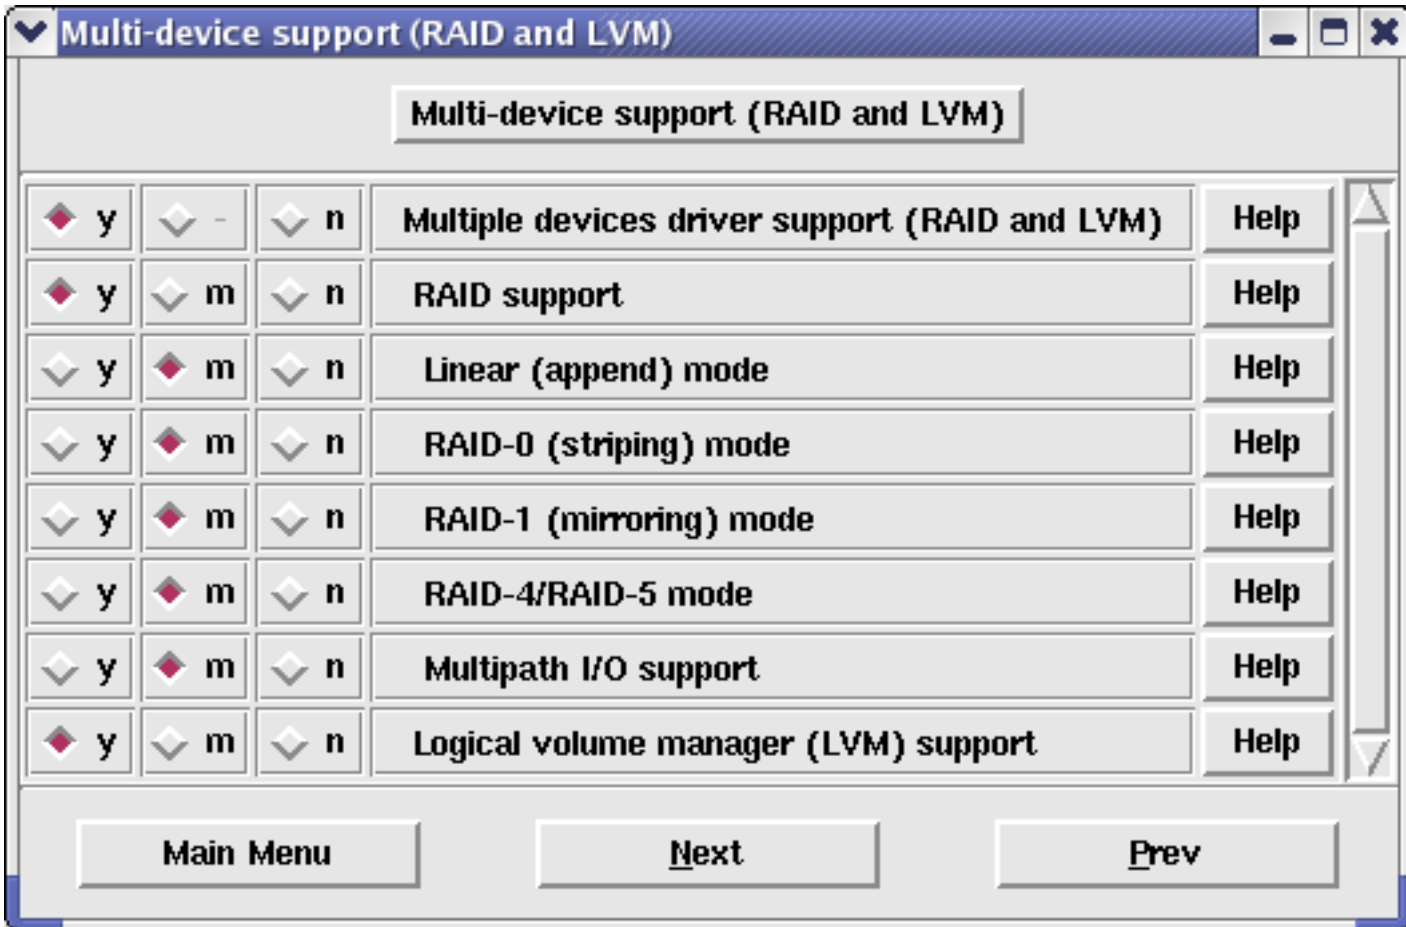 Multi-device support (RAID and LVM)
Multi-device support (RAID and LVM)
y - n Multiple devices driver support (RAID and LVM) Help
y m n RAID support Help
y m n Linear (append) mode Help
y m n RAID-0 (striping) mode Help
y m n RAID-1 (mirroring) mode Help
y m n RAID-4/RAID-5 mode Help
y m n Multipath I/O support Help
y m n Logical volume manager (LVM) support Help
Main Menu Next Prev